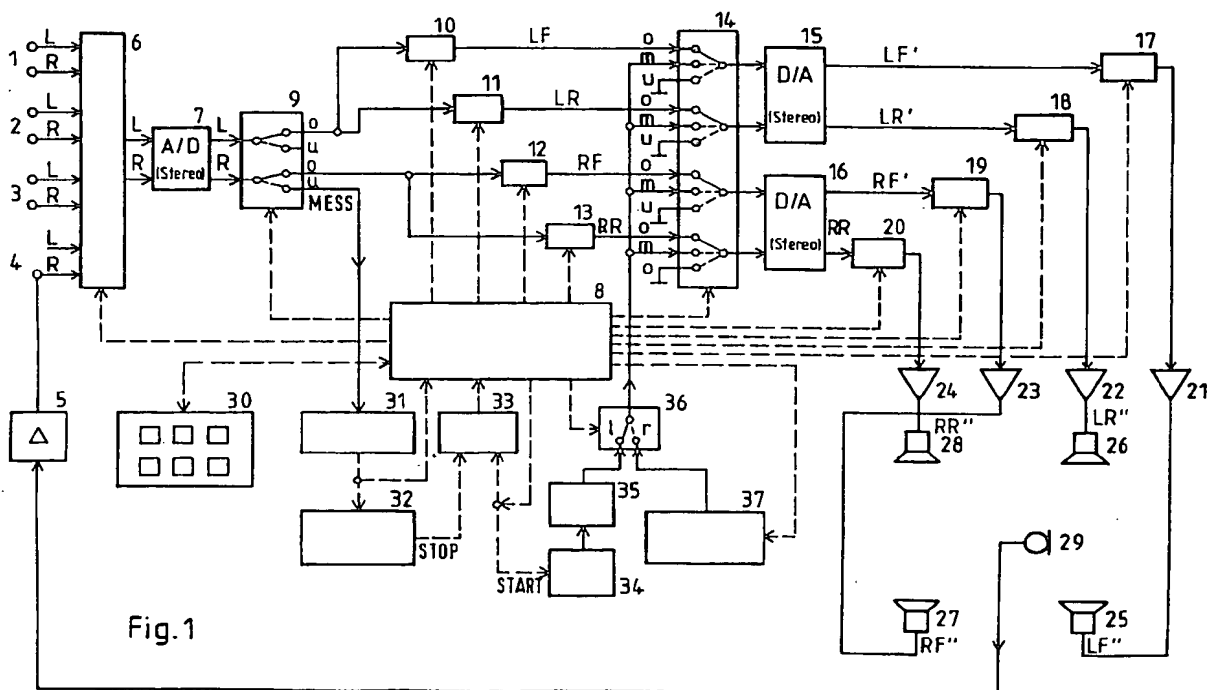 6 10 14 15 17
1 L LF o D/A LF'
R m (Stereo)
u
2 L 7 9 11 LR o LR' 18
R L A/D L o m
R (Stereo) R u u
3 L o 12 RF o 16 RF' 19
R u m D/A
MESS u (Stereo)
4 L 13 RR o RR 20
R m
o
8
24 23 22 21
5 Δ 30 31 33 36 l r RR" 28 LR" 26
32 STOP 35 37
START 34 29
27 25
RF" LF"
Fig.1